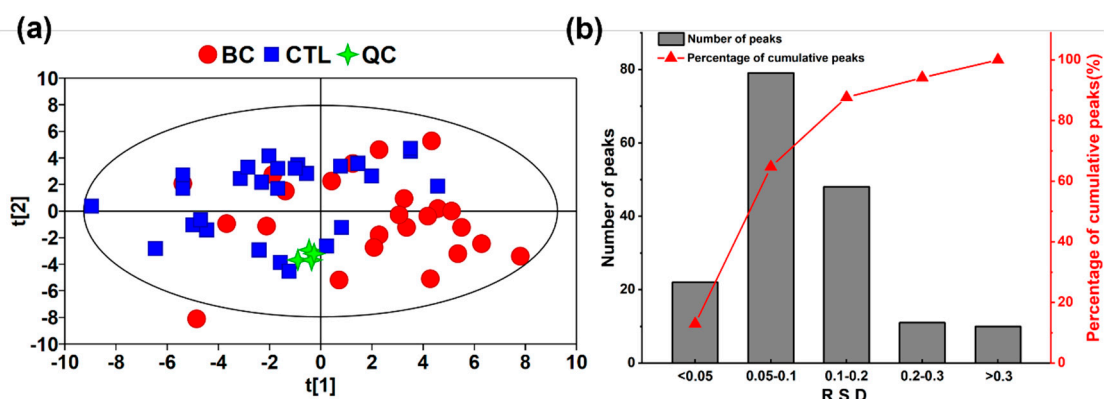 (a)
BC CTL QC
t[2]
10
8
6
4
2
0
-2
-4
-6
-8
-10
-10 -8 -6 -4 -2 0 2 4 6 8 10
t[1]
(b)
Number of peaks
Percentage of cumulative peaks
Number of peaks
80
60
40
20
0
<0.05 0.05-0.1 0.1-0.2 0.2-0.3 >0.3
R.S.D
100
80
60
40
20
0
Percentage of cumulative peaks(%)